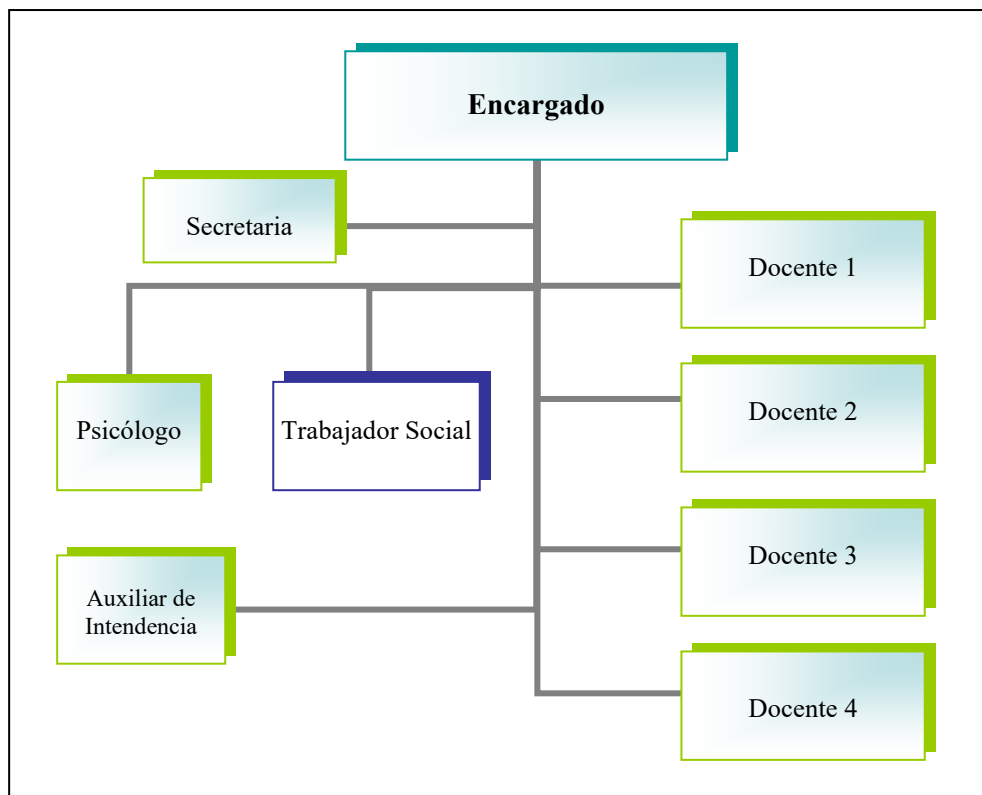 Encargado
Secretaria
Docente 1
Psicólogo
Trabajador Social
Docente 2
Docente 3
Auxiliar de
Intendencia
Docente 4